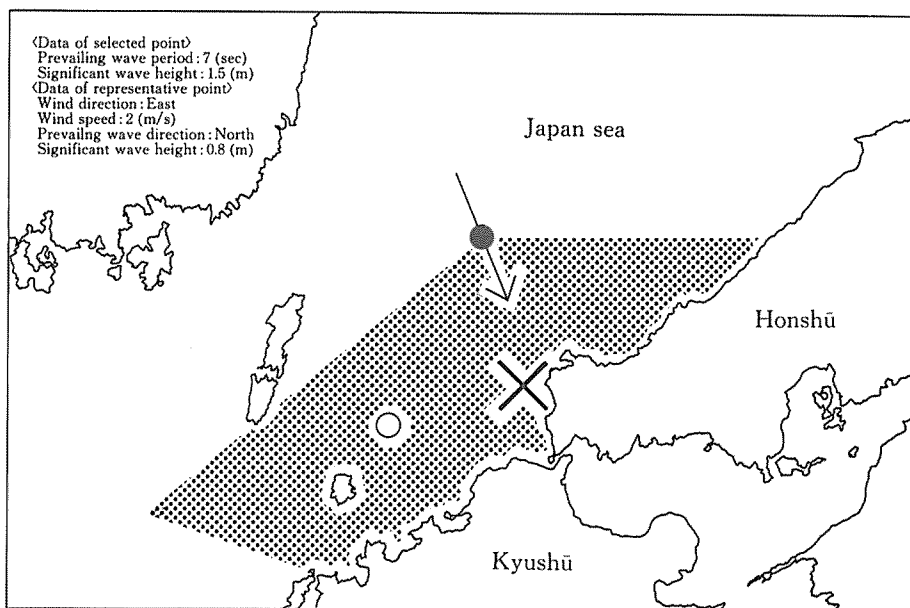 〈Data of selected point〉
Prevailing wave period : 7 (sec)
Significant wave height : 1.5 (m)
〈Data of representative point〉
Wind direction : East
Wind speed : 2 (m/s)
Prevailng wave direction : North
Significant wave height : 0.8 (m)
Japan sea
Honshū
Kyushū